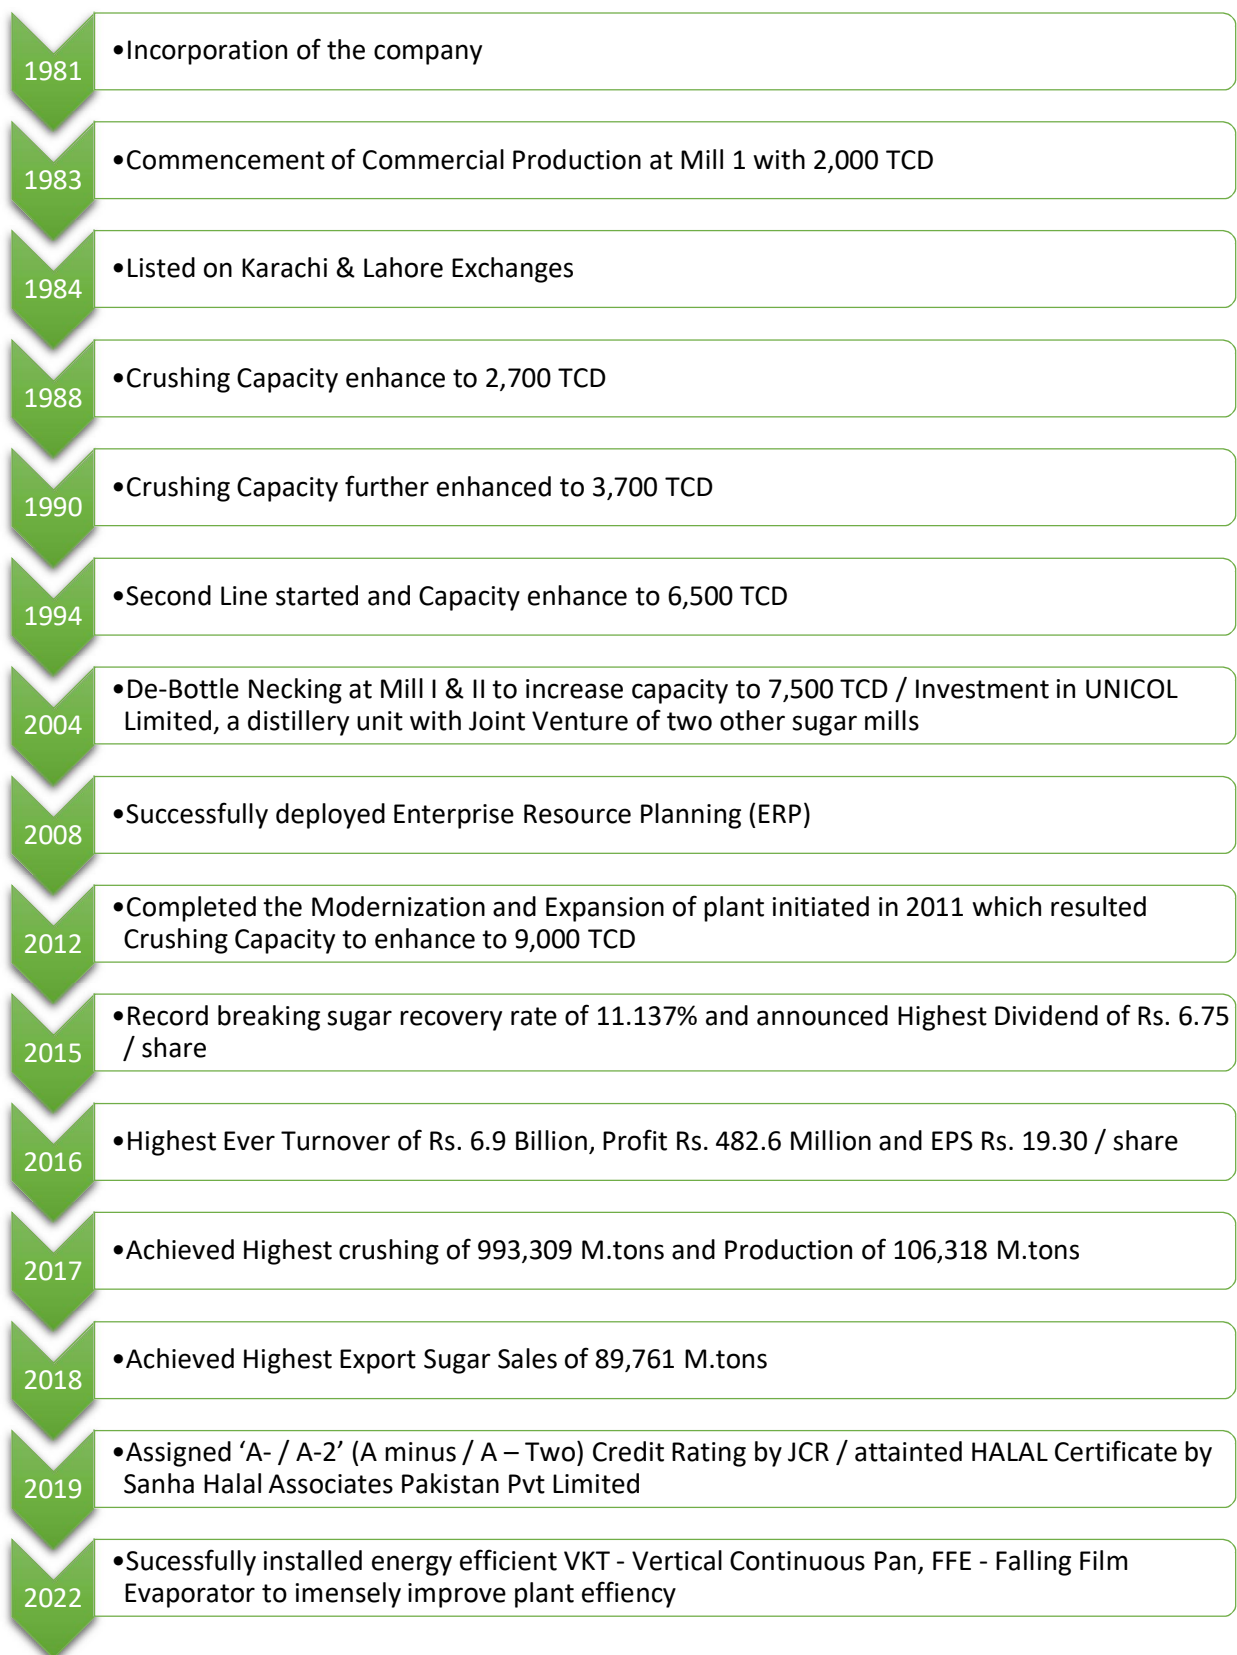 1981
•Incorporation of the company
1983
•Commencement of Commercial Production at Mill 1 with 2,000 TCD
1984
•Listed on Karachi & Lahore Exchanges
1988
•Crushing Capacity enhance to 2,700 TCD
1990
•Crushing Capacity further enhanced to 3,700 TCD
1994
•Second Line started and Capacity enhance to 6,500 TCD
2004
•De-Bottle Necking at Mill I & II to increase capacity to 7,500 TCD / Investment in UNICOL
Limited, a distillery unit with Joint Venture of two other sugar mills
2008
•Successfully deployed Enterprise Resource Planning (ERP)
2012
•Completed the Modernization and Expansion of plant initiated in 2011 which resulted
Crushing Capacity to enhance to 9,000 TCD
2015
•Record breaking sugar recovery rate of 11.137% and announced Highest Dividend of Rs. 6.75
/ share
2016
•Highest Ever Turnover of Rs. 6.9 Billion, Profit Rs. 482.6 Million and EPS Rs. 19.30 / share
2017
•Achieved Highest crushing of 993,309 M.tons and Production of 106,318 M.tons
2018
•Achieved Highest Export Sugar Sales of 89,761 M.tons
2019
•Assigned ‘A- / A-2’ (A minus / A – Two) Credit Rating by JCR / attainted HALAL Certificate by
Sanha Halal Associates Pakistan Pvt Limited
2022
•Sucessfully installed energy efficient VKT - Vertical Continuous Pan, FFE - Falling Film
Evaporator to imensely improve plant effiency